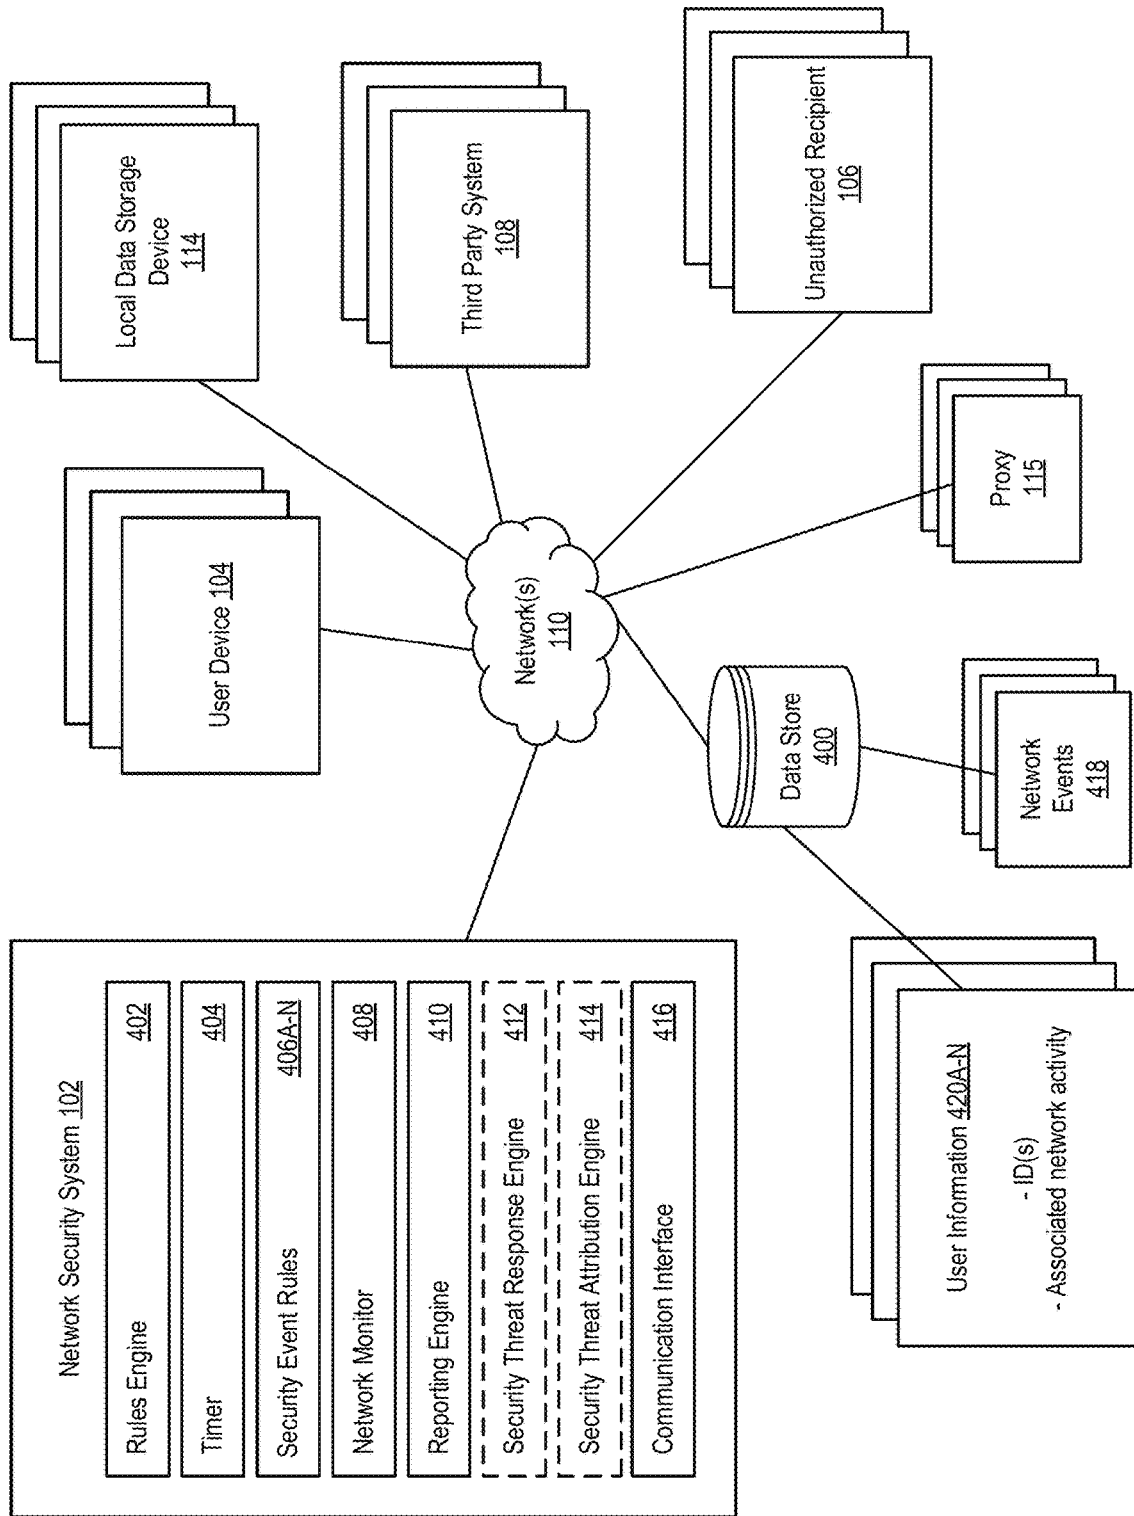 Network Security System 102
Rules Engine 402
Timer 404
Security Event Rules 406A-N
Network Monitor 408
Reporting Engine 410
Security Threat Response Engine 412
Security Threat Attribution Engine 414
Communication Interface 416
User Device 104
Local Data Storage
Device
114
Third Party System
108
Unauthorized Recipient
106
Network(s)
110
Proxy
115
Data Store
400
Network
Events
418
User Information 420A-N
- ID(s)
- Associated network activity